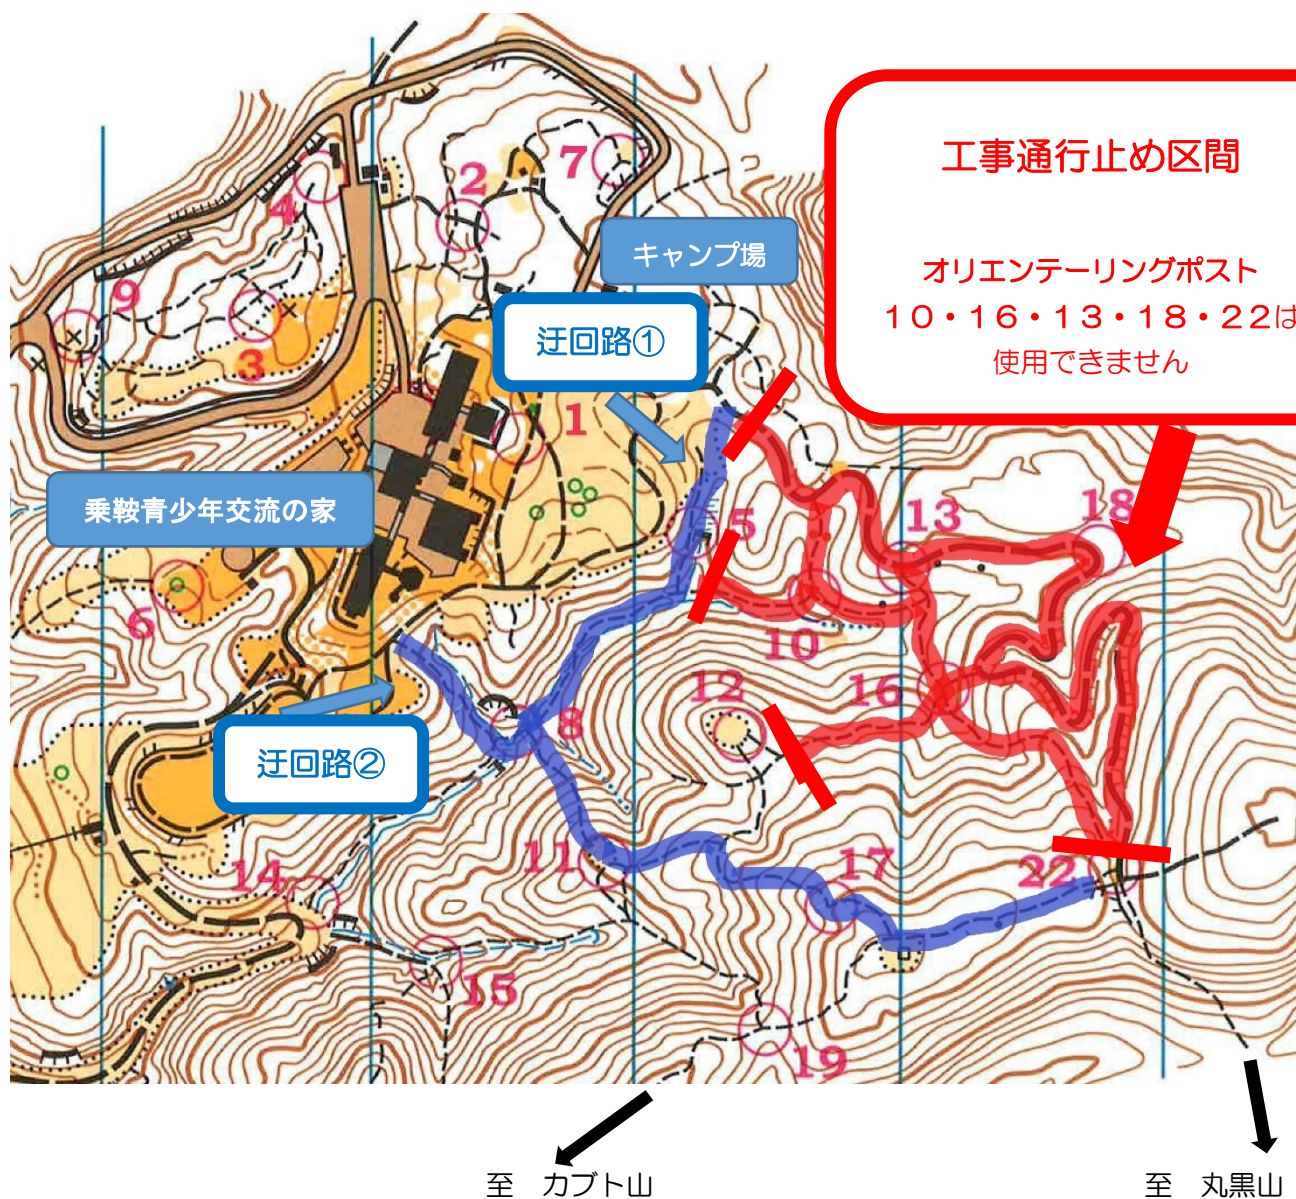 工事通行止め区間
オリエンテーリングポスト
１０・１６・１３・１８・２２は
使用できません
キャンプ場
迂回路①
乗鞍青少年交流の家
迂回路②
4
2
7
9
3
1
5
13
18
6
10
12
16
8
14
11
17
22
15
19
至　カブト山
至　丸黒山